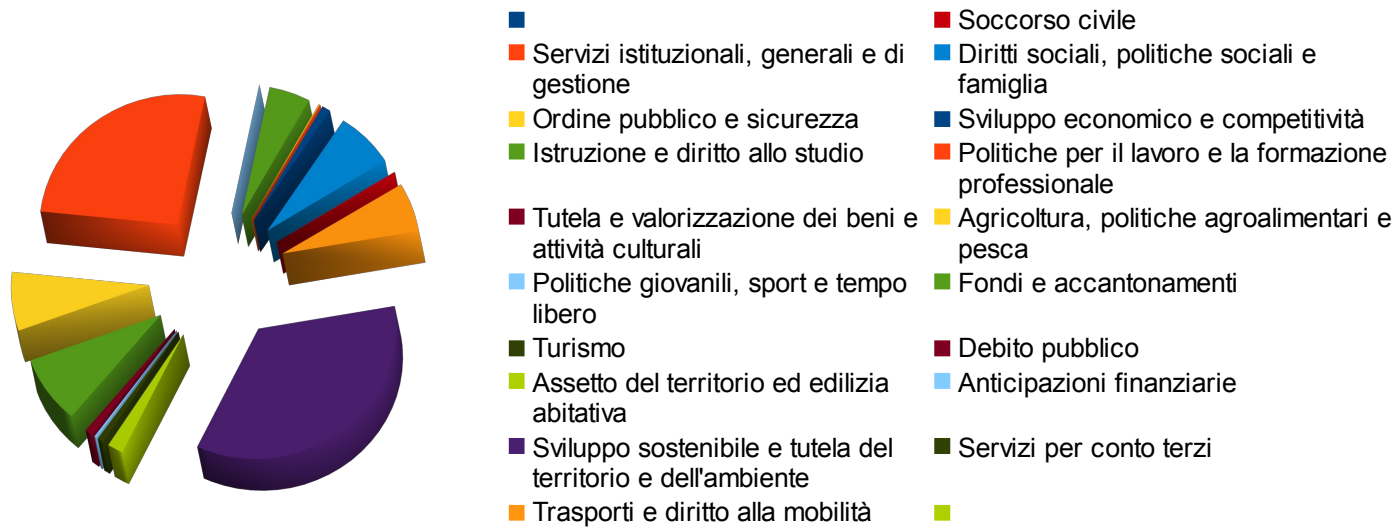 Soccorso civile
Servizi istituzionali, generali e di
gestione
Diritti sociali, politiche sociali e
famiglia
Ordine pubblico e sicurezza
Sviluppo economico e competitività
Istruzione e diritto allo studio
Politiche per il lavoro e la formazione
professionale
Tutela e valorizzazione dei beni e
attività culturali
Agricoltura, politiche agroalimentari e
pesca
Politiche giovanili, sport e tempo
libero
Fondi e accantonamenti
Turismo
Debito pubblico
Assetto del territorio ed edilizia
abitativa
Anticipazioni finanziarie
Sviluppo sostenibile e tutela del
territorio e dell'ambiente
Servizi per conto terzi
Trasporti e diritto alla mobilità